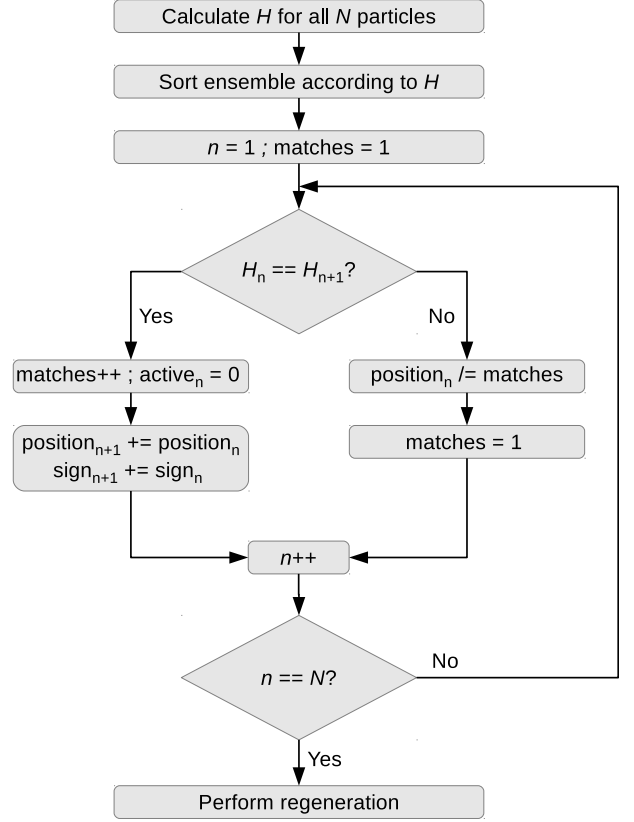 Calculate H for all N particles
Sort ensemble according to H
n = 1 ; matches = 1
Hn == Hn+1?
Yes
No
matches++ ; activen = 0
positionn /= matches
positionn+1 += positionn
signn+1 += signn
matches = 1
n++
n == N?
No
Yes
Perform regeneration